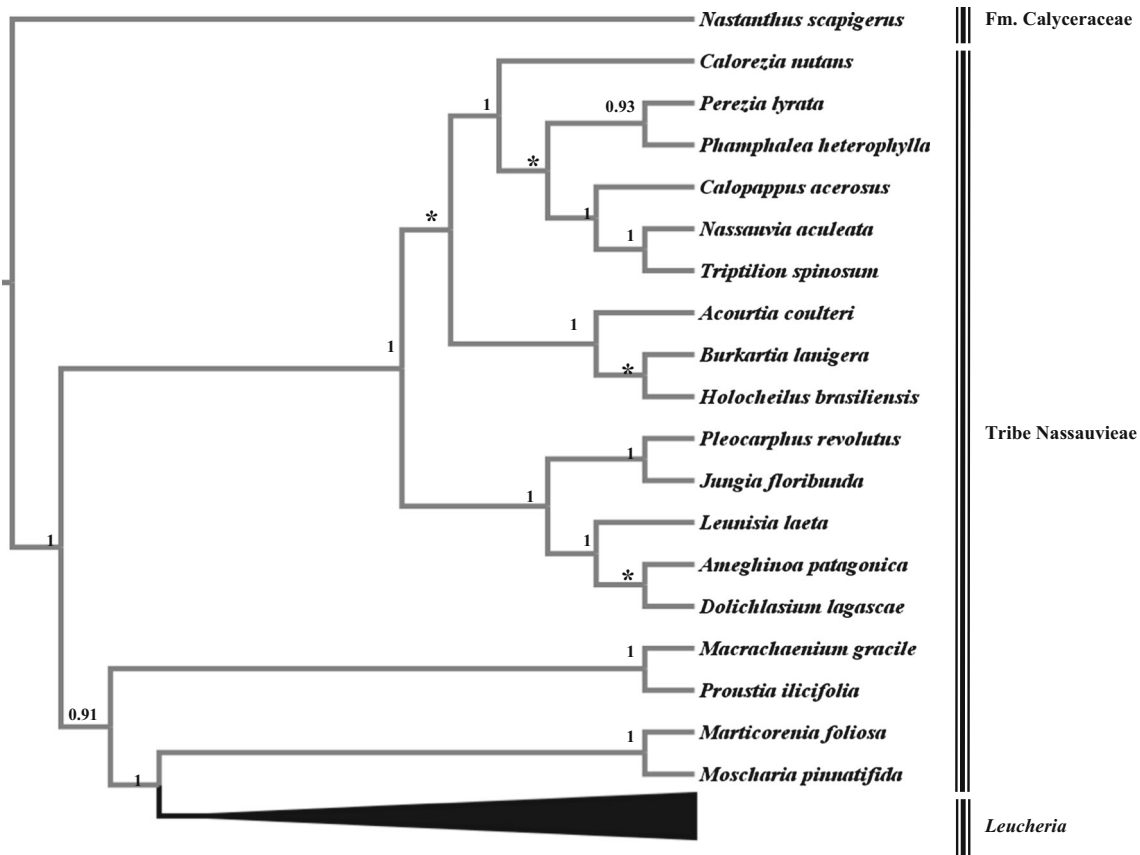 Nastanthus scapigerus Fm. Calyceraceae
Calorezia nutans
1
0.93 Perezia lyrata
* Phamphalea heterophylla
Calopappus acerosus
* 1
1 Nassauvia aculeata
Triptilion spinosum
1 Acourtia coulteri
1 Burkartia lanigera
* Holocheilus brasiliensis
Pleocarphus revolutus Tribe Nassauvieae
1
Jungia floribunda
1
Leunisia laeta
1 1
Ameghinoa patagonica
*
Dolichlasium lagascae
1 Macrachaenium gracile
Proustia ilicifolia
0.91
1 Marticorenia foliosa
1 Moscharia pinnatifida
Leucheria